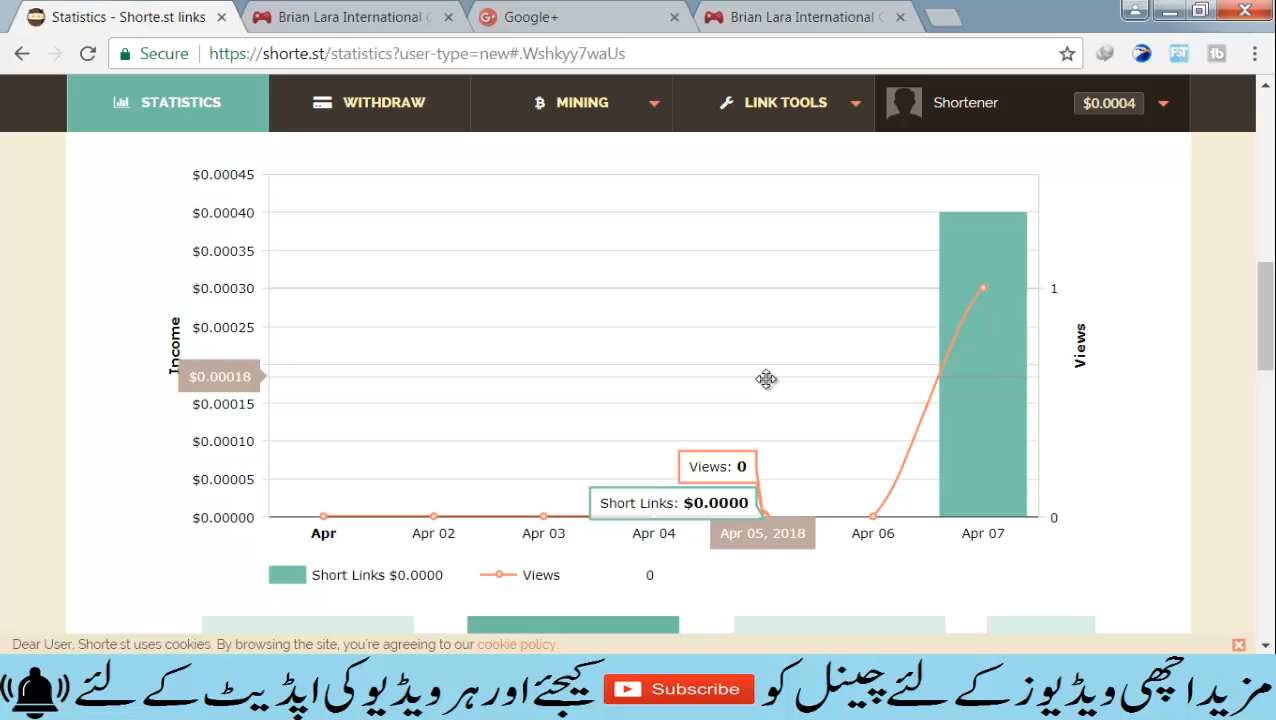 Statistics - Shorte.st links
Brian Lara International C
Google+
Brian Lara International C
Secure
https://shorte.st/statistics?user-type=new#.Wshkyy7waUs
STATISTICS
WITHDRAW
MINING
LINK TOOLS
Shortener
$0.0004
$0.00045
$0.00040
$0.00035
$0.00030
$0.00025
$0.00018
$0.00015
$0.00010
$0.00005
$0.00000
Income
1
0
Views
Views: 0
Short Links: $0.0000
Apr
Apr 02
Apr 03
Apr 04
Apr 05, 2018
Apr 06
Apr 07
Short Links $0.0000
Views
0
Dear User, Shorte.st uses cookies. By browsing the site, you're agreeing to our cookie policy.
مزید اچھی ویڈیوز کے لئے چینل کو Subscribe کیجئے اور ہر ویڈیو کی اپڈیٹ کے لئے